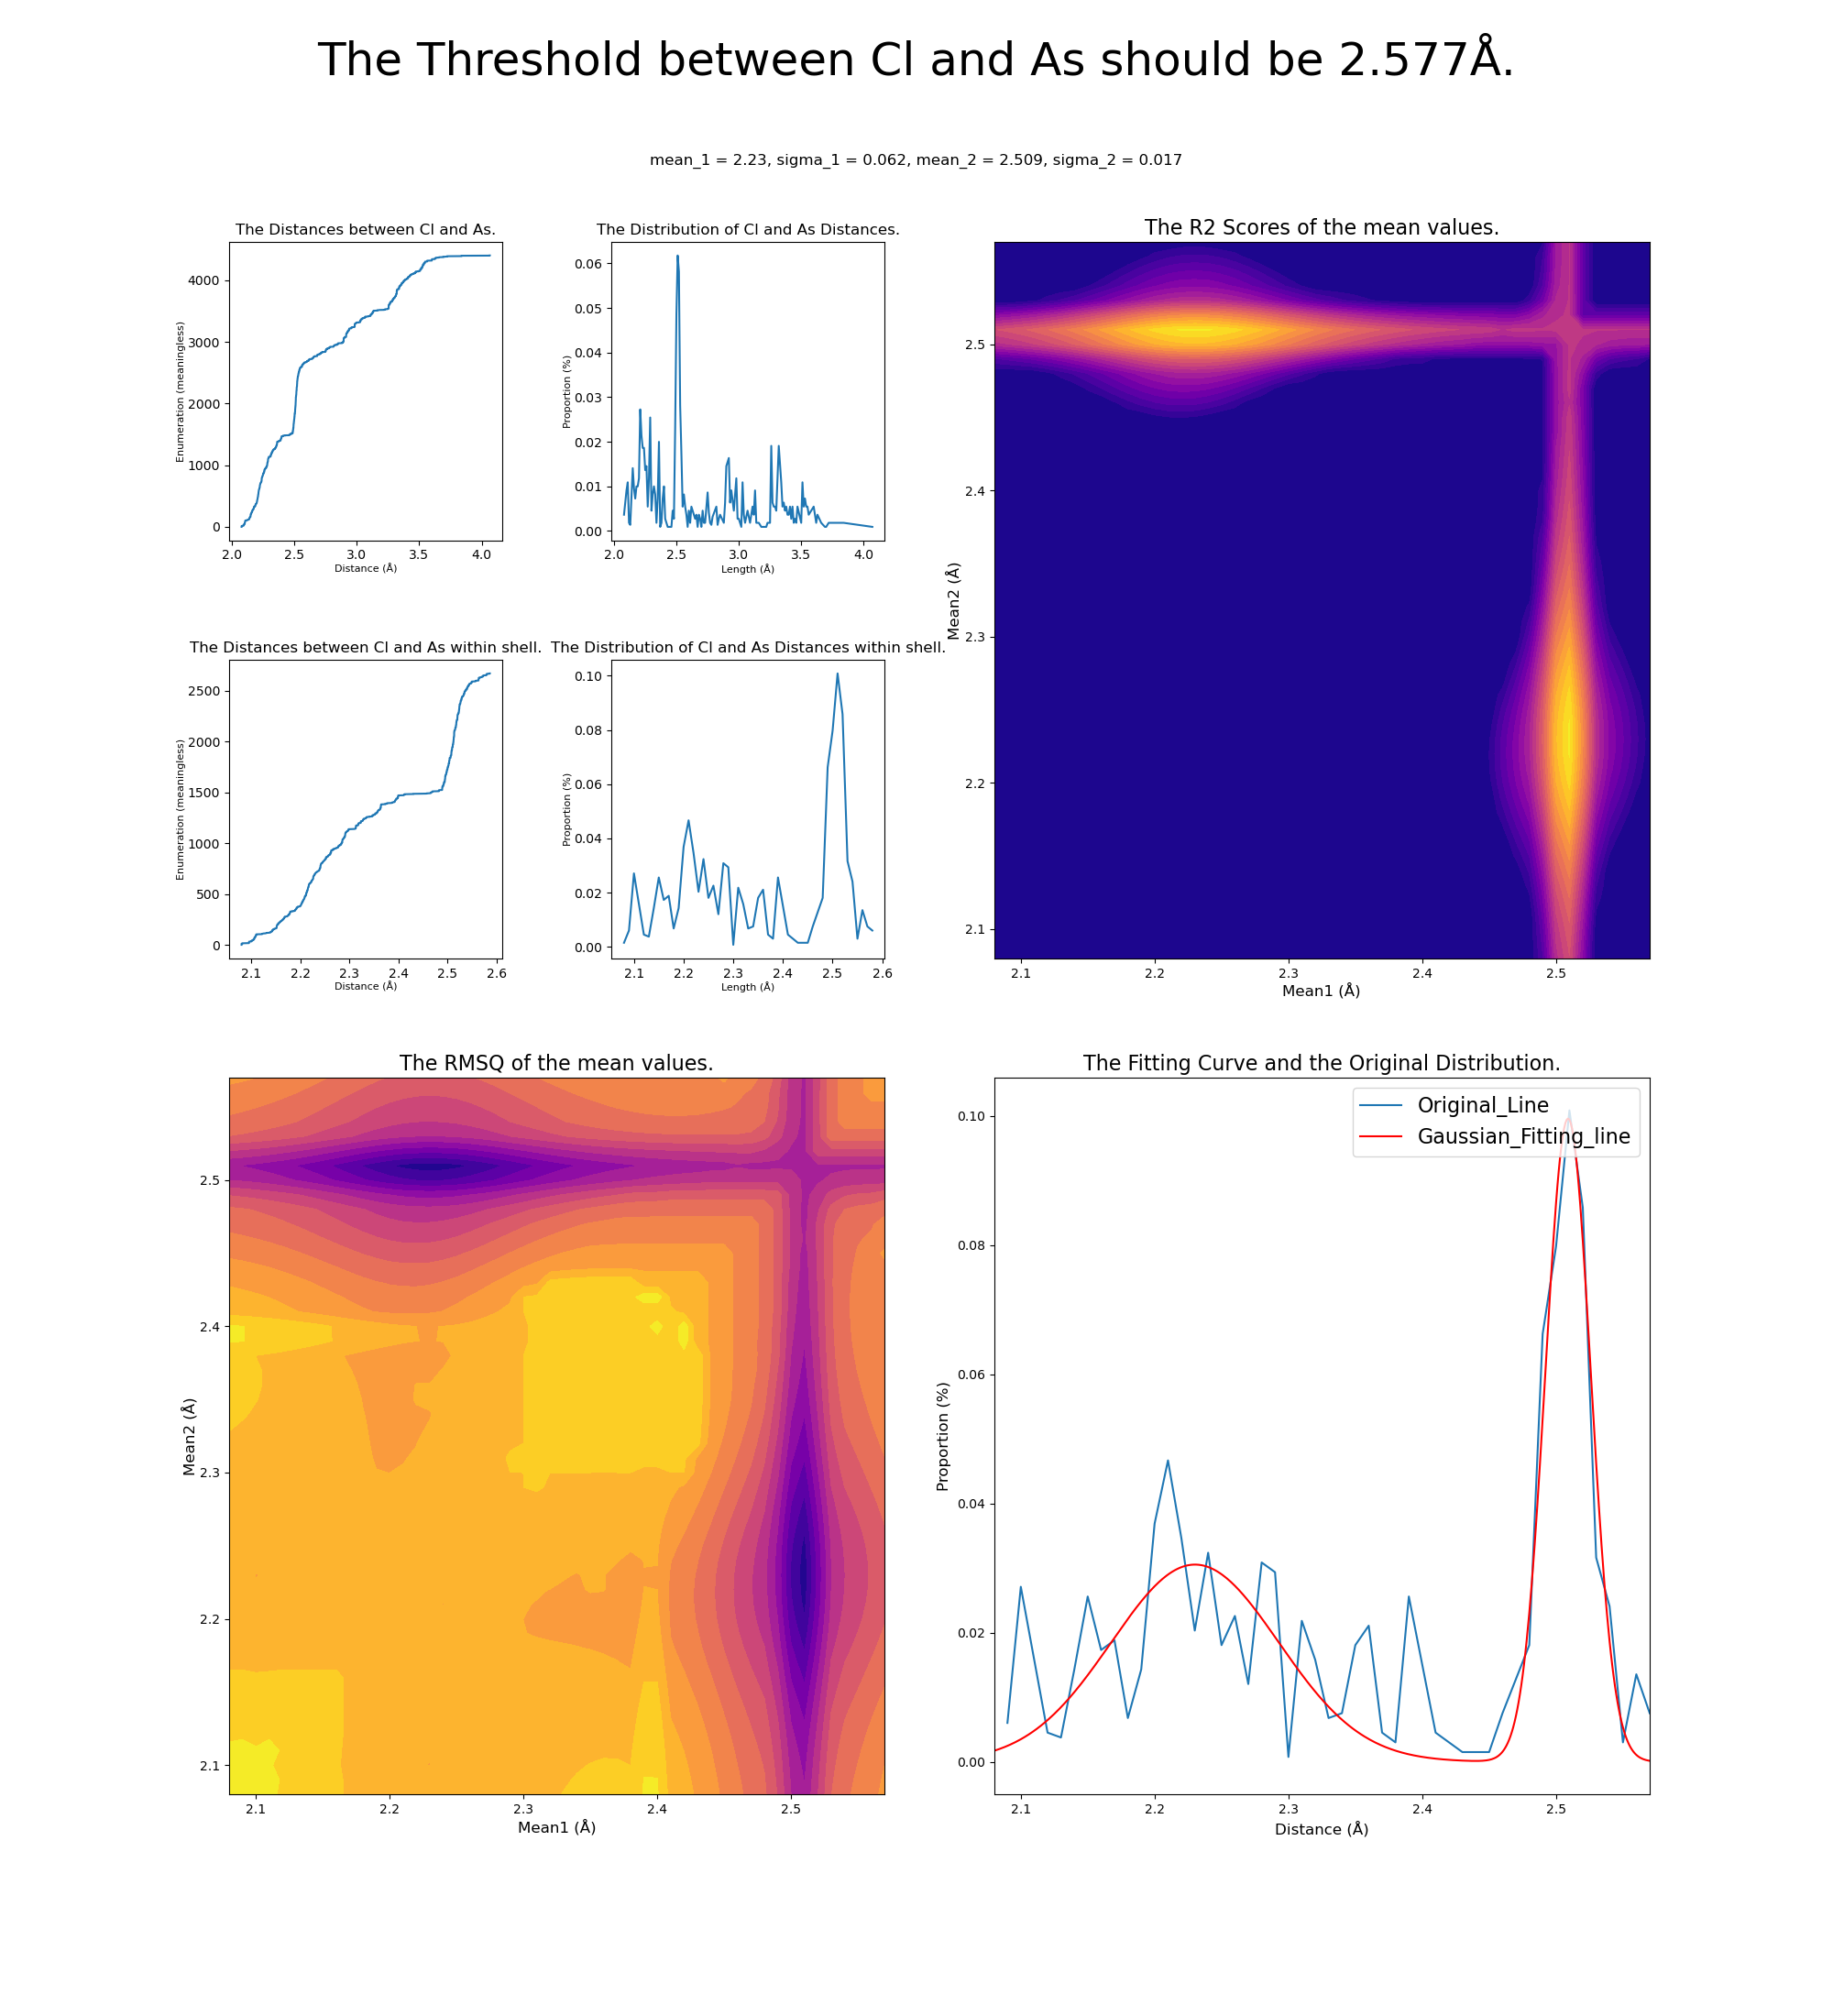 The Threshold between Cl and As should be 2.577Å.
mean_1 = 2.23, sigma_1 = 0.062, mean_2 = 2.509, sigma_2 = 0.017
The Distances between Cl and As.
Enumeration (meaningless)
4000
3000
2000
1000
0
2.0 2.5 3.0 3.5 4.0
Distance (Å)
The Distribution of Cl and As Distances.
Proportion (%)
0.06
0.05
0.04
0.03
0.02
0.01
0.00
2.0 2.5 3.0 3.5 4.0
Length (Å)
The R2 Scores of the mean values.
Mean2 (Å)
2.5
2.4
2.3
2.2
2.1
2.1 2.2 2.3 2.4 2.5
Mean1 (Å)
The Distances between Cl and As within shell.
Enumeration (meaningless)
2500
2000
1500
1000
500
0
2.1 2.2 2.3 2.4 2.5 2.6
Distance (Å)
The Distribution of Cl and As Distances within shell.
Proportion (%)
0.10
0.08
0.06
0.04
0.02
0.00
2.1 2.2 2.3 2.4 2.5 2.6
Length (Å)
The RMSQ of the mean values.
Mean2 (Å)
2.5
2.4
2.3
2.2
2.1
2.1 2.2 2.3 2.4 2.5
Mean1 (Å)
The Fitting Curve and the Original Distribution.
Original_Line
Gaussian_Fitting_line
Proportion (%)
0.10
0.08
0.06
0.04
0.02
0.00
2.1 2.2 2.3 2.4 2.5
Distance (Å)